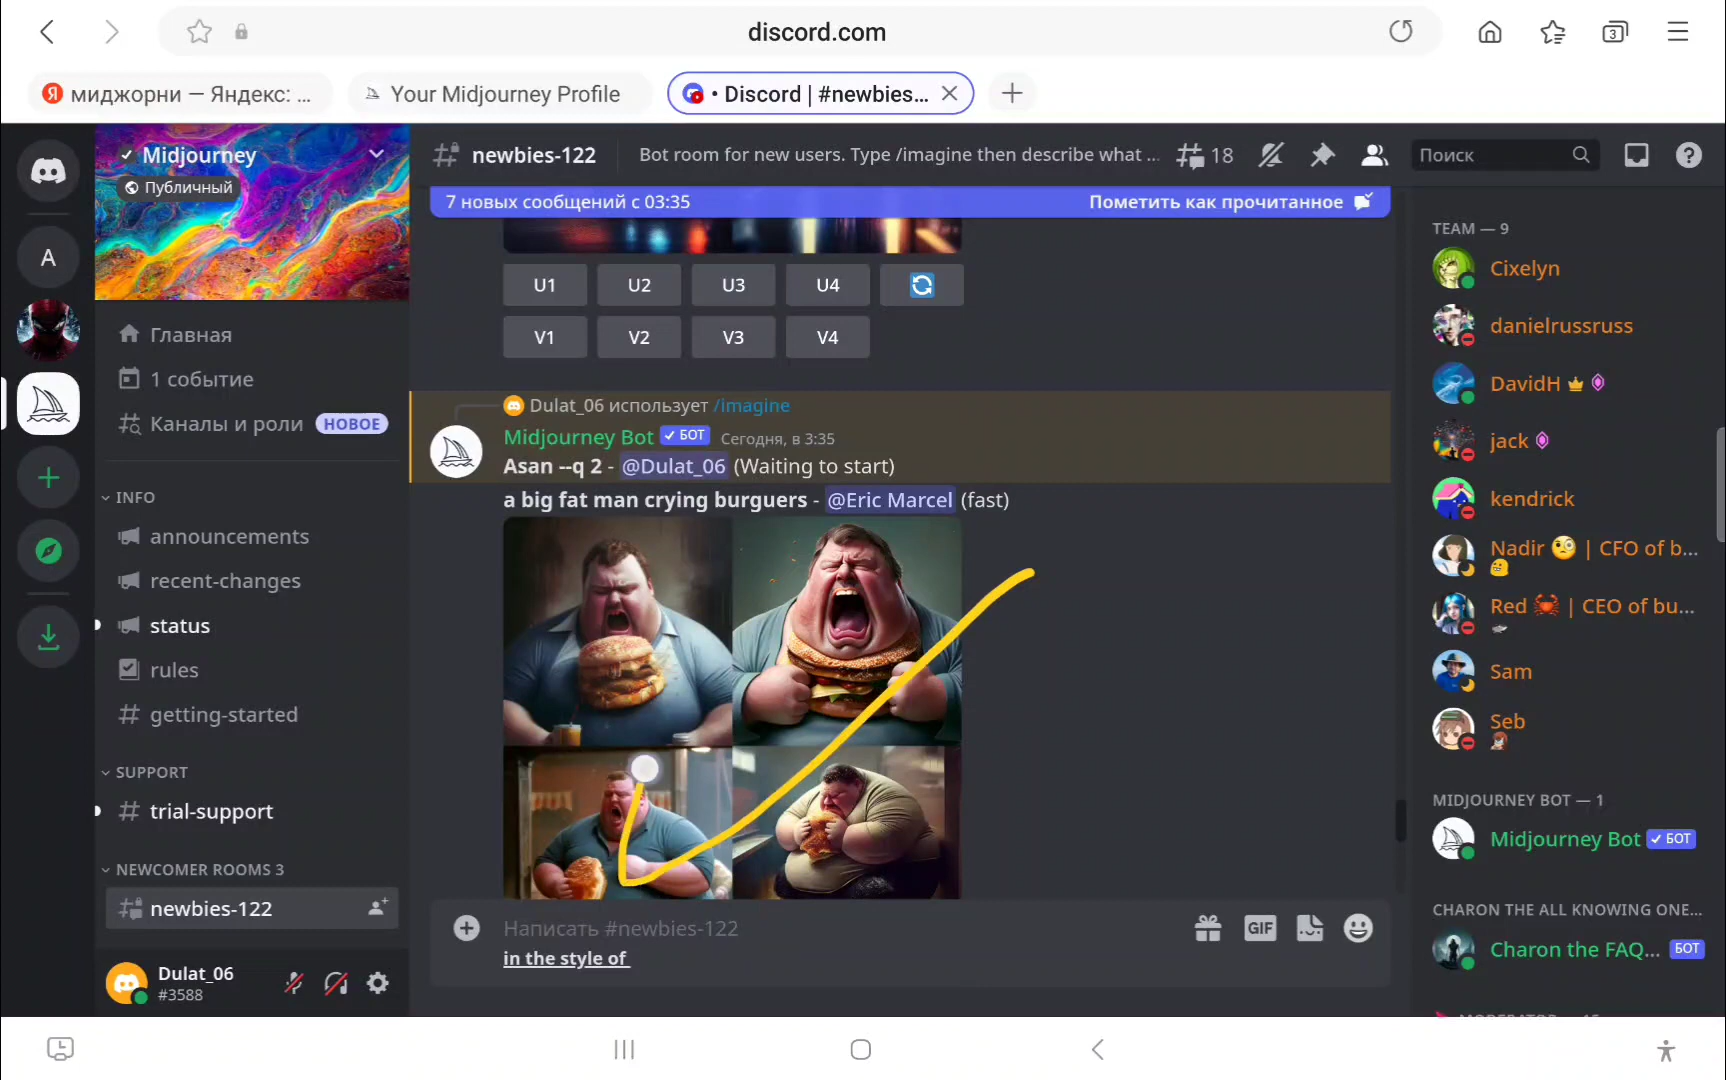 discord.com
3
Я миджорни — Яндекс: ...
Your Midjourney Profile
• Discord | #newbies...
Midjourney
Публичный
A
Главная
1 событие
Каналы и роли НОВОЕ
INFO
announcements
recent-changes
status
rules
getting-started
SUPPORT
trial-support
NEWCOMER ROOMS 3
newbies-122
Dulat_06
#3588
newbies-122
Bot room for new users. Type /imagine then describe what ...
18
Поиск
7 новых сообщений с 03:35
Пометить как прочитанное
U1 U2 U3 U4
V1 V2 V3 V4
Dulat_06 использует /imagine
Midjourney Bot БОТ Сегодня, в 3:35
Asan --q 2 - @Dulat_06 (Waiting to start)
a big fat man crying burguers - @Eric Marcel (fast)
Написать #newbies-122
GIF
in the style of
TEAM — 9
Cixelyn
danielrussruss
DavidH
jack
kendrick
Nadir 🧐 | CFO of b...
Red 🦀 | CEO of bu...
Sam
Seb
MIDJOURNEY BOT — 1
Midjourney Bot БОТ
CHARON THE ALL KNOWING ONE...
Charon the FAQ... БОТ